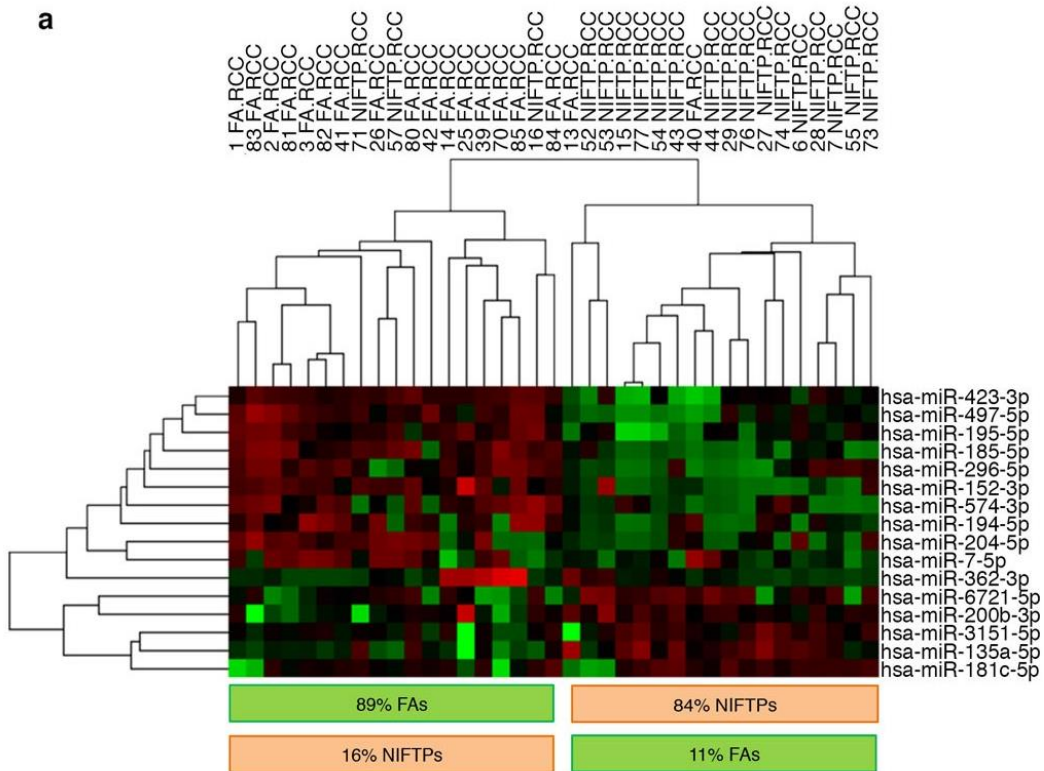 a
1 FA.RCC
83 FA.RCC
2 FA.RCC
81 FA.RCC
3 FA.RCC
82 FA.RCC
41 FA.RCC
71 NIFTP.RCC
26 FA.RCC
57 NIFTP.RCC
80 FA.RCC
42 FA.RCC
14 FA.RCC
25 FA.RCC
39 FA.RCC
70 FA.RCC
85 FA.RCC
16 NIFTP.RCC
84 FA.RCC
13 FA.RCC
52 NIFTP.RCC
53 NIFTP.RCC
15 NIFTP.RCC
77 NIFTP.RCC
54 NIFTP.RCC
43 NIFTP.RCC
40 FA.RCC
44 NIFTP.RCC
29 NIFTP.RCC
76 NIFTP.RCC
27 NIFTP.RCC
74 NIFTP.RCC
6 NIFTP.RCC
28 NIFTP.RCC
7 NIFTP.RCC
55 NIFTP.RCC
73 NIFTP.RCC
hsa-miR-423-3p
hsa-miR-497-5p
hsa-miR-195-5p
hsa-miR-185-5p
hsa-miR-296-5p
hsa-miR-152-3p
hsa-miR-574-3p
hsa-miR-194-5p
hsa-miR-204-5p
hsa-miR-7-5p
hsa-miR-362-3p
hsa-miR-6721-5p
hsa-miR-200b-3p
hsa-miR-3151-5p
hsa-miR-135a-5p
hsa-miR-181c-5p
89% FAs
84% NIFTPs
16% NIFTPs
11% FAs